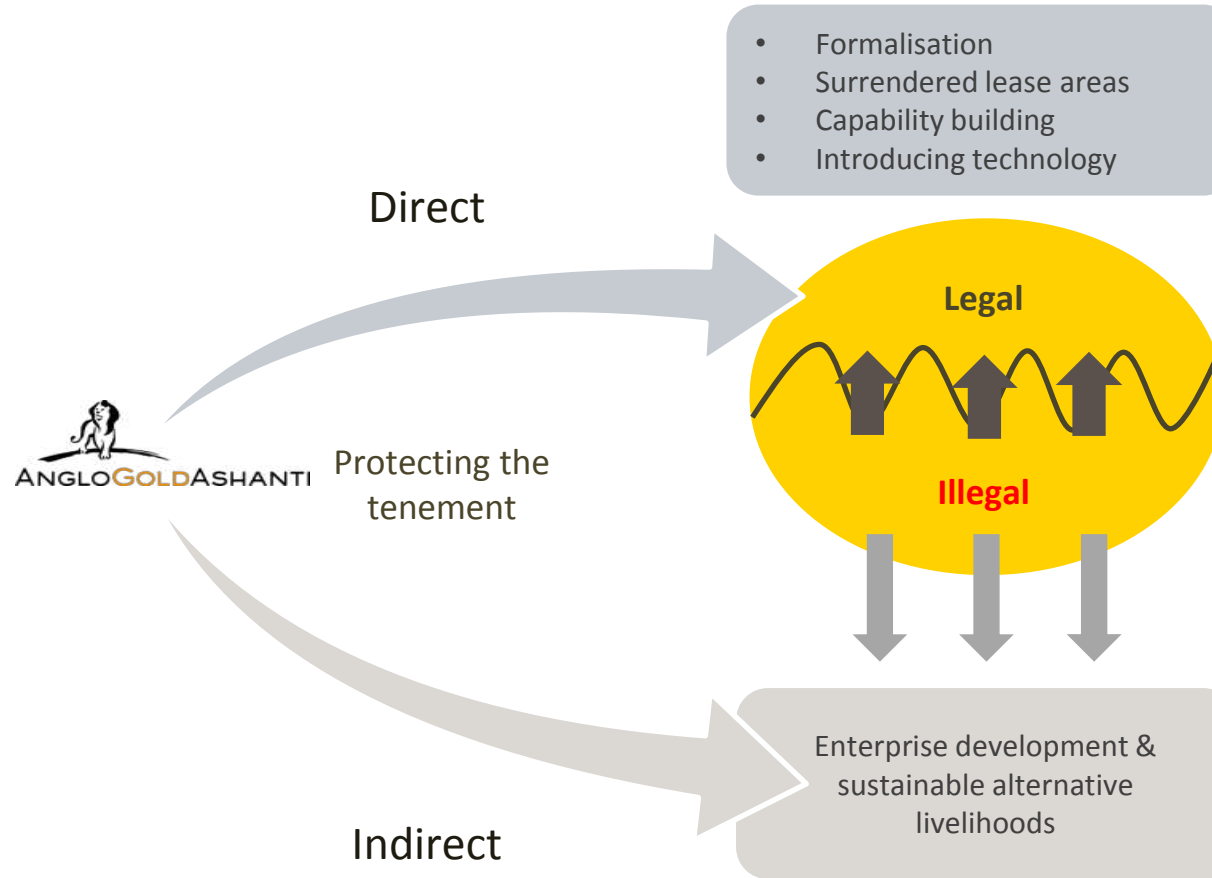 • Formalisation
• Surrendered lease areas
• Capability building
• Introducing technology
Direct
Legal
ANGLOGOLDASHANTI
Protecting the
tenement
Illegal
Enterprise development &
sustainable alternative
livelihoods
Indirect